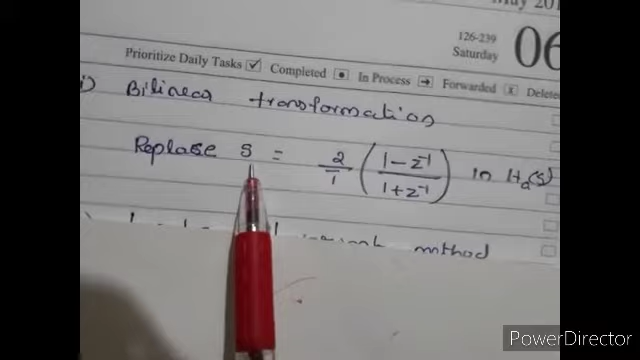 May 201
126-239
Saturday
06
Prioritize Daily Tasks ☑ Completed ▣ In Process → Forwarded ☒ Delete
i) Bilinear transformation
Replase s = 2/T (1 - z⁻¹ / 1 + z⁻¹) in Ha(s)
method
PowerDirector